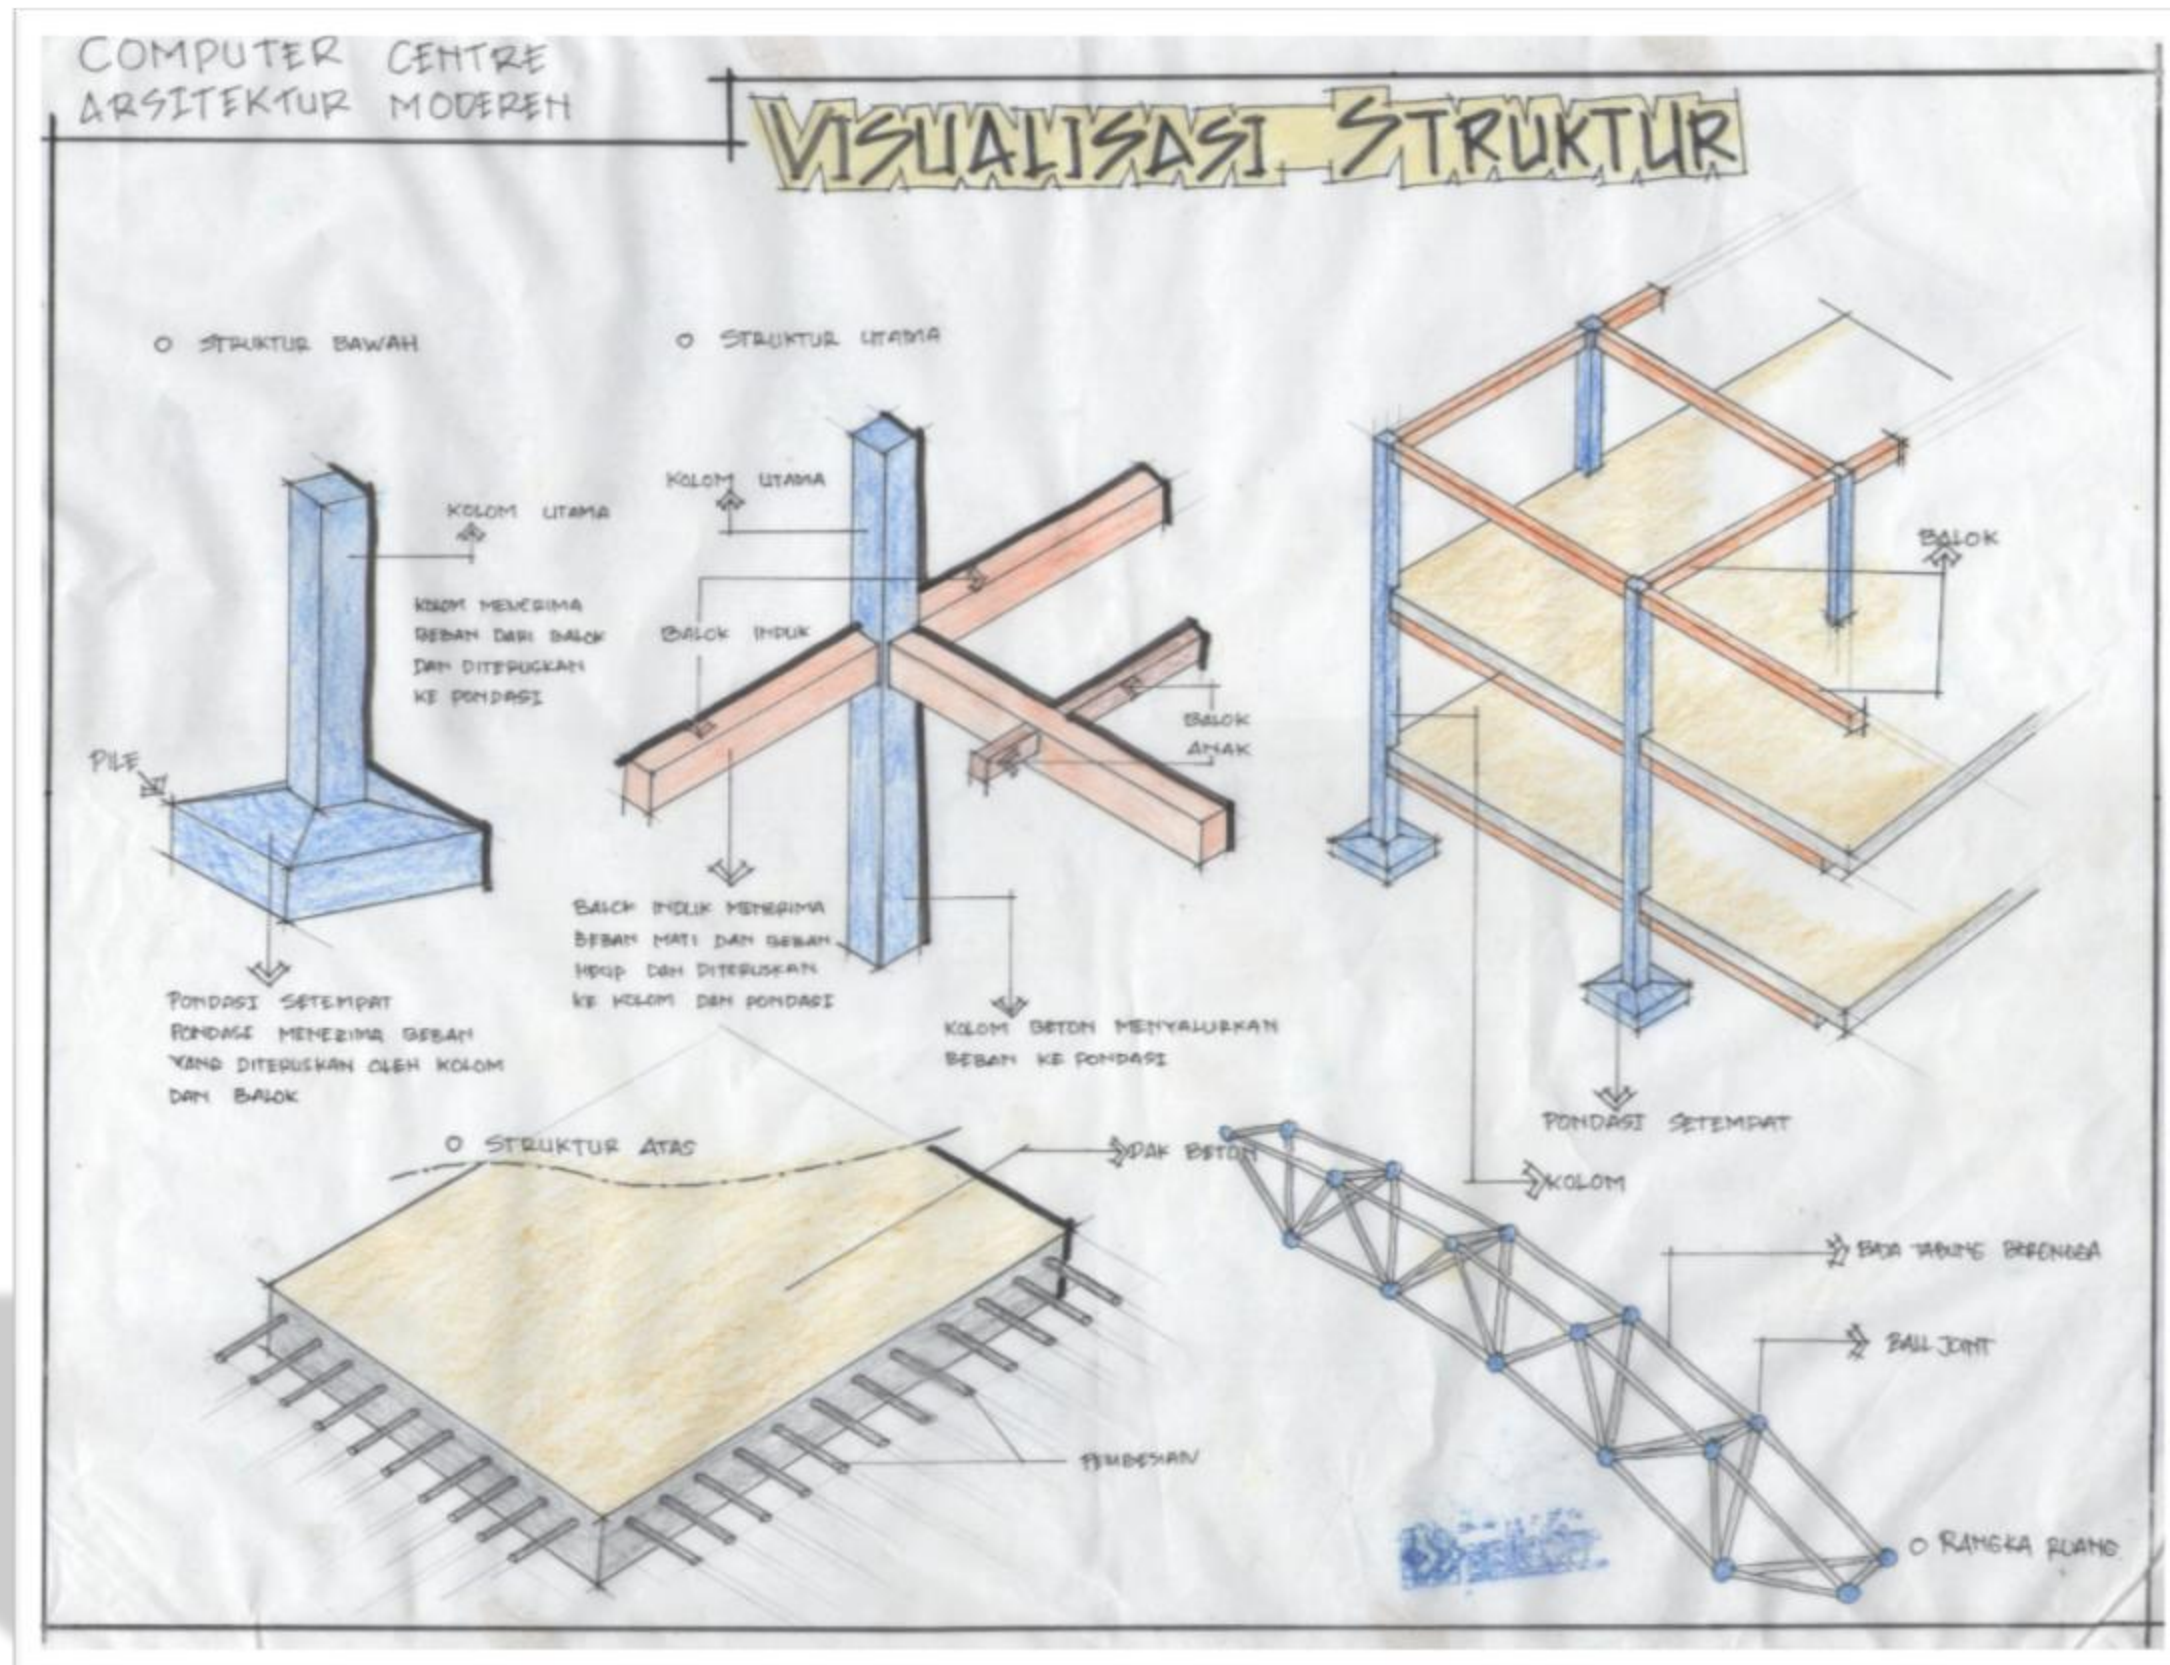 COMPUTER CENTRE
ARSITEKTUR MODEREN
VISUALISASI STRUKTUR
O STRUKTUR BAWAH
KOLOM UTAMA
KOLOM MENERIMA
BEBAN DARI BALOK
DAN DITERUSKAN
KE PONDASI
PILE
PONDASI SETEMPAT
PONDASI MENERIMA BEBAN
YANG DITERUSKAN OLEH KOLOM
DAN BALOK
O STRUKTUR UTAMA
KOLOM UTAMA
BALOK INDUK
BALOK
ANAK
BALOK INDUK MENERIMA
BEBAN MATI DAN BEBAN
HIDUP DAN DITERUSKAN
KE KOLOM DAN PONDASI
KOLOM BETON MENYALURKAN
BEBAN KE PONDASI
BALOK
PONDASI SETEMPAT
KOLOM
O STRUKTUR ATAS
DAK BETON
PEMBESIAN
BAJA TABUNG BERONGGA
BALL JOINT
O RANGKA RUANG